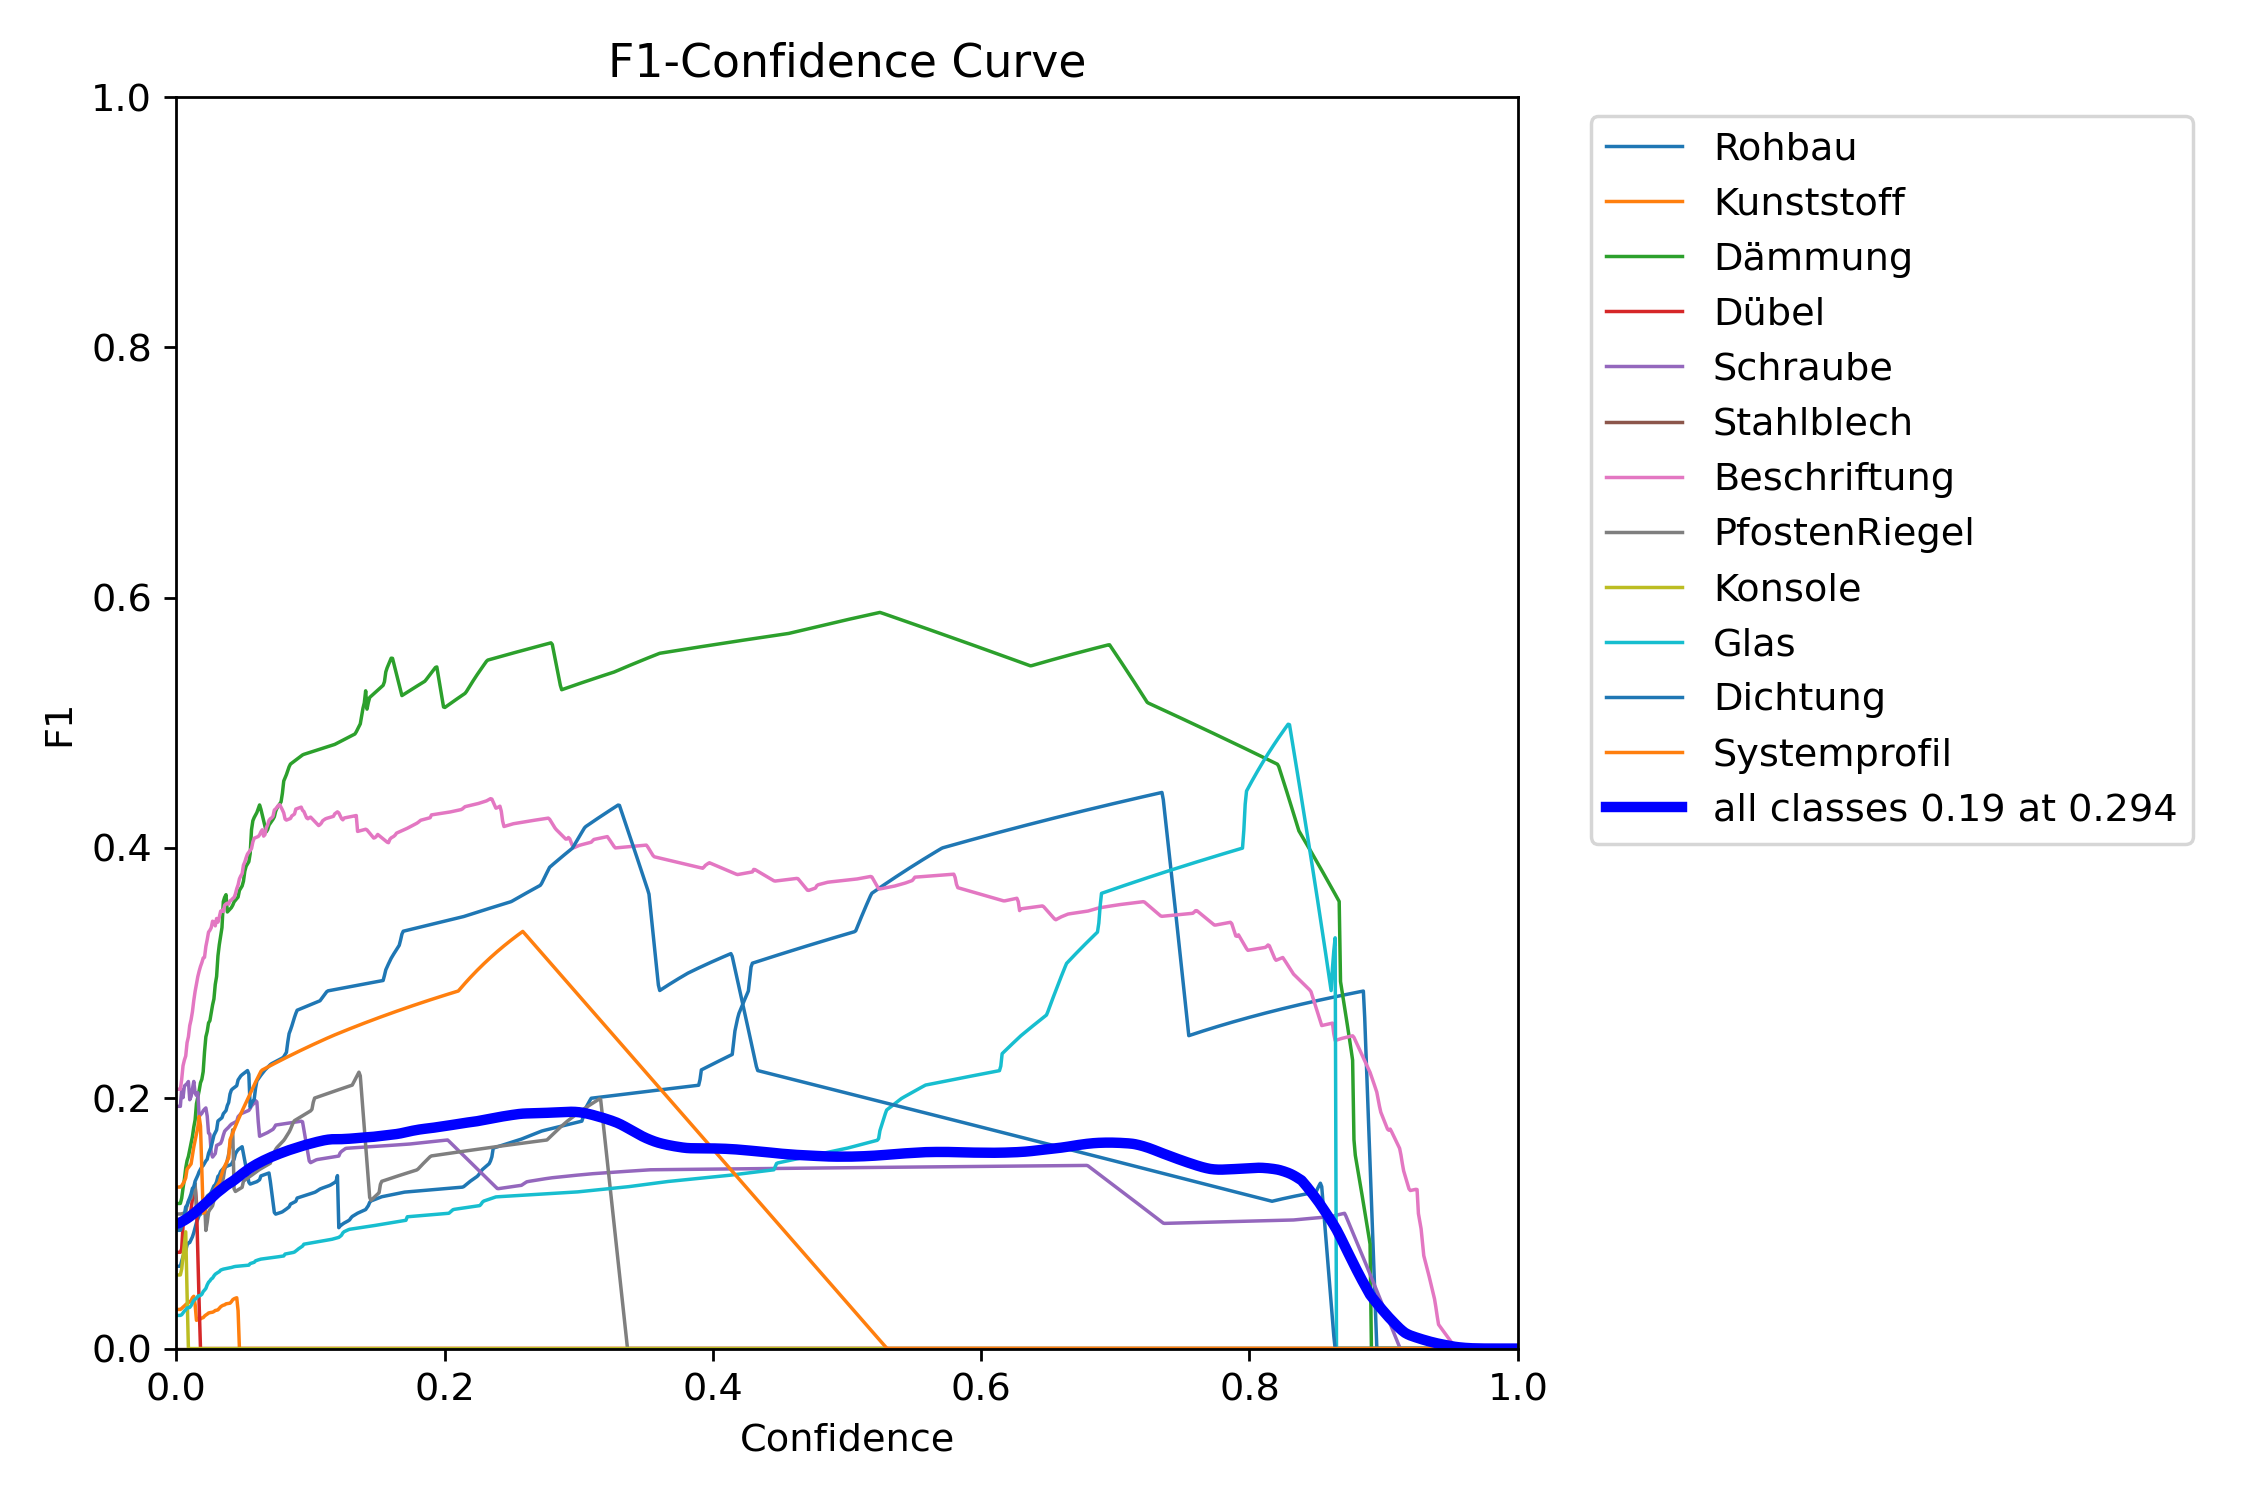 F1-Confidence Curve
1.0
0.8
0.6
0.4
0.2
0.0
F1
0.0 0.2 0.4 0.6 0.8 1.0
Confidence
Rohbau
Kunststoff
Dämmung
Dübel
Schraube
Stahlblech
Beschriftung
PfostenRiegel
Konsole
Glas
Dichtung
Systemprofil
all classes 0.19 at 0.294